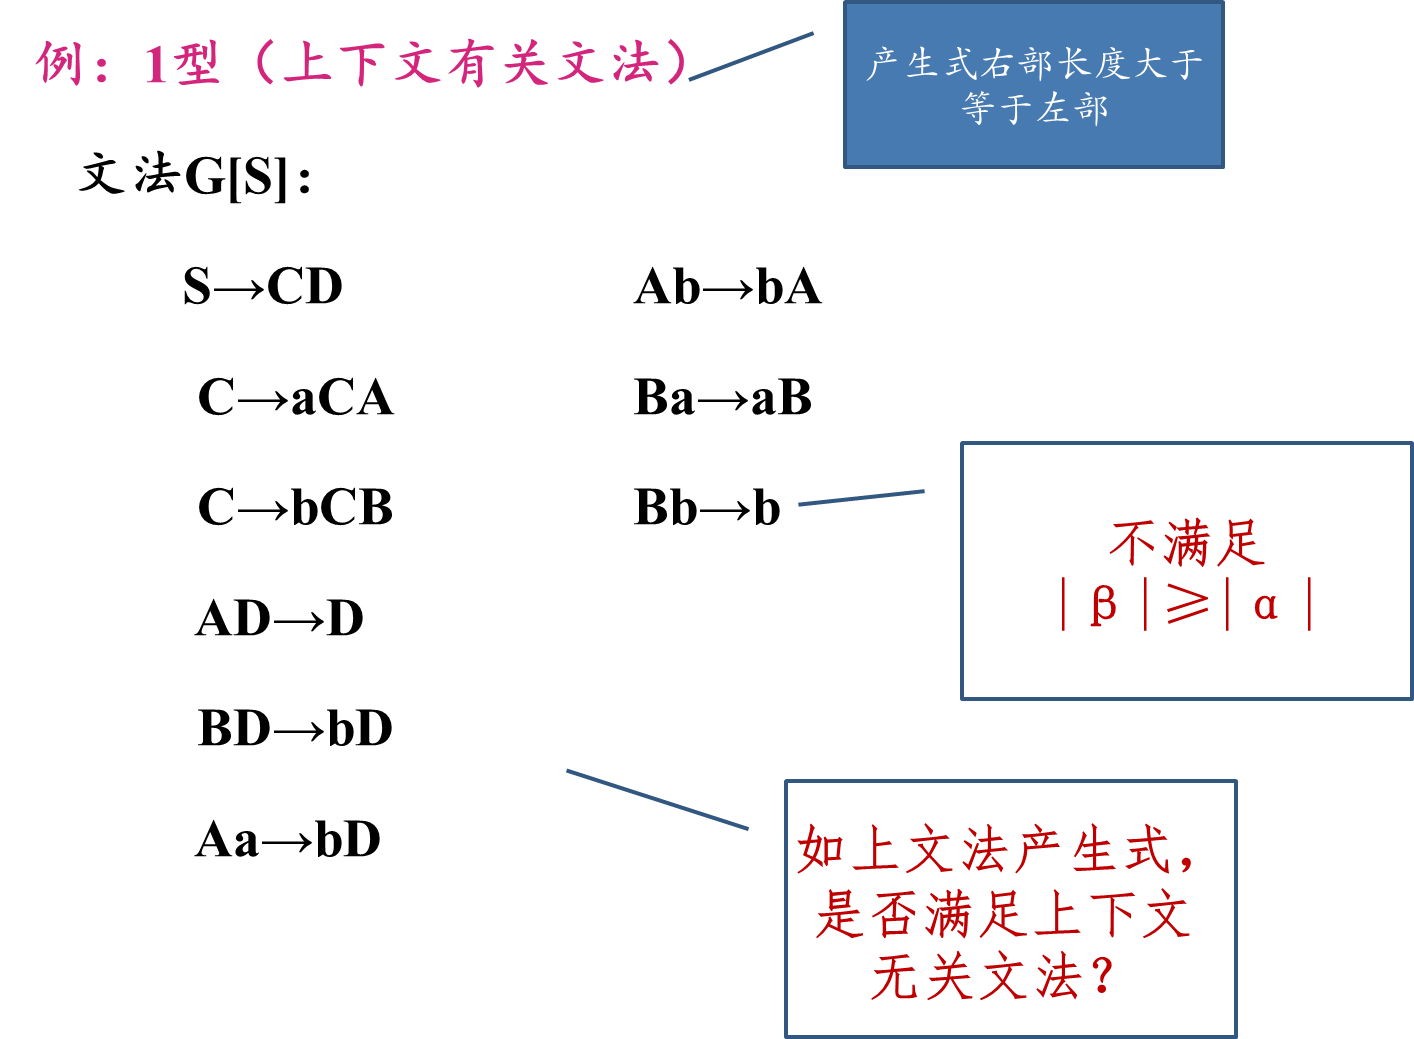 例：1型（上下文有关文法）
产生式右部长度大于
等于左部
文法G[S]：
S→CD
Ab→bA
C→aCA
Ba→aB
C→bCB
Bb→b
不满足
|β|≥|α|
AD→D
BD→bD
Aa→bD
如上文法产生式，
是否满足上下文
无关文法？